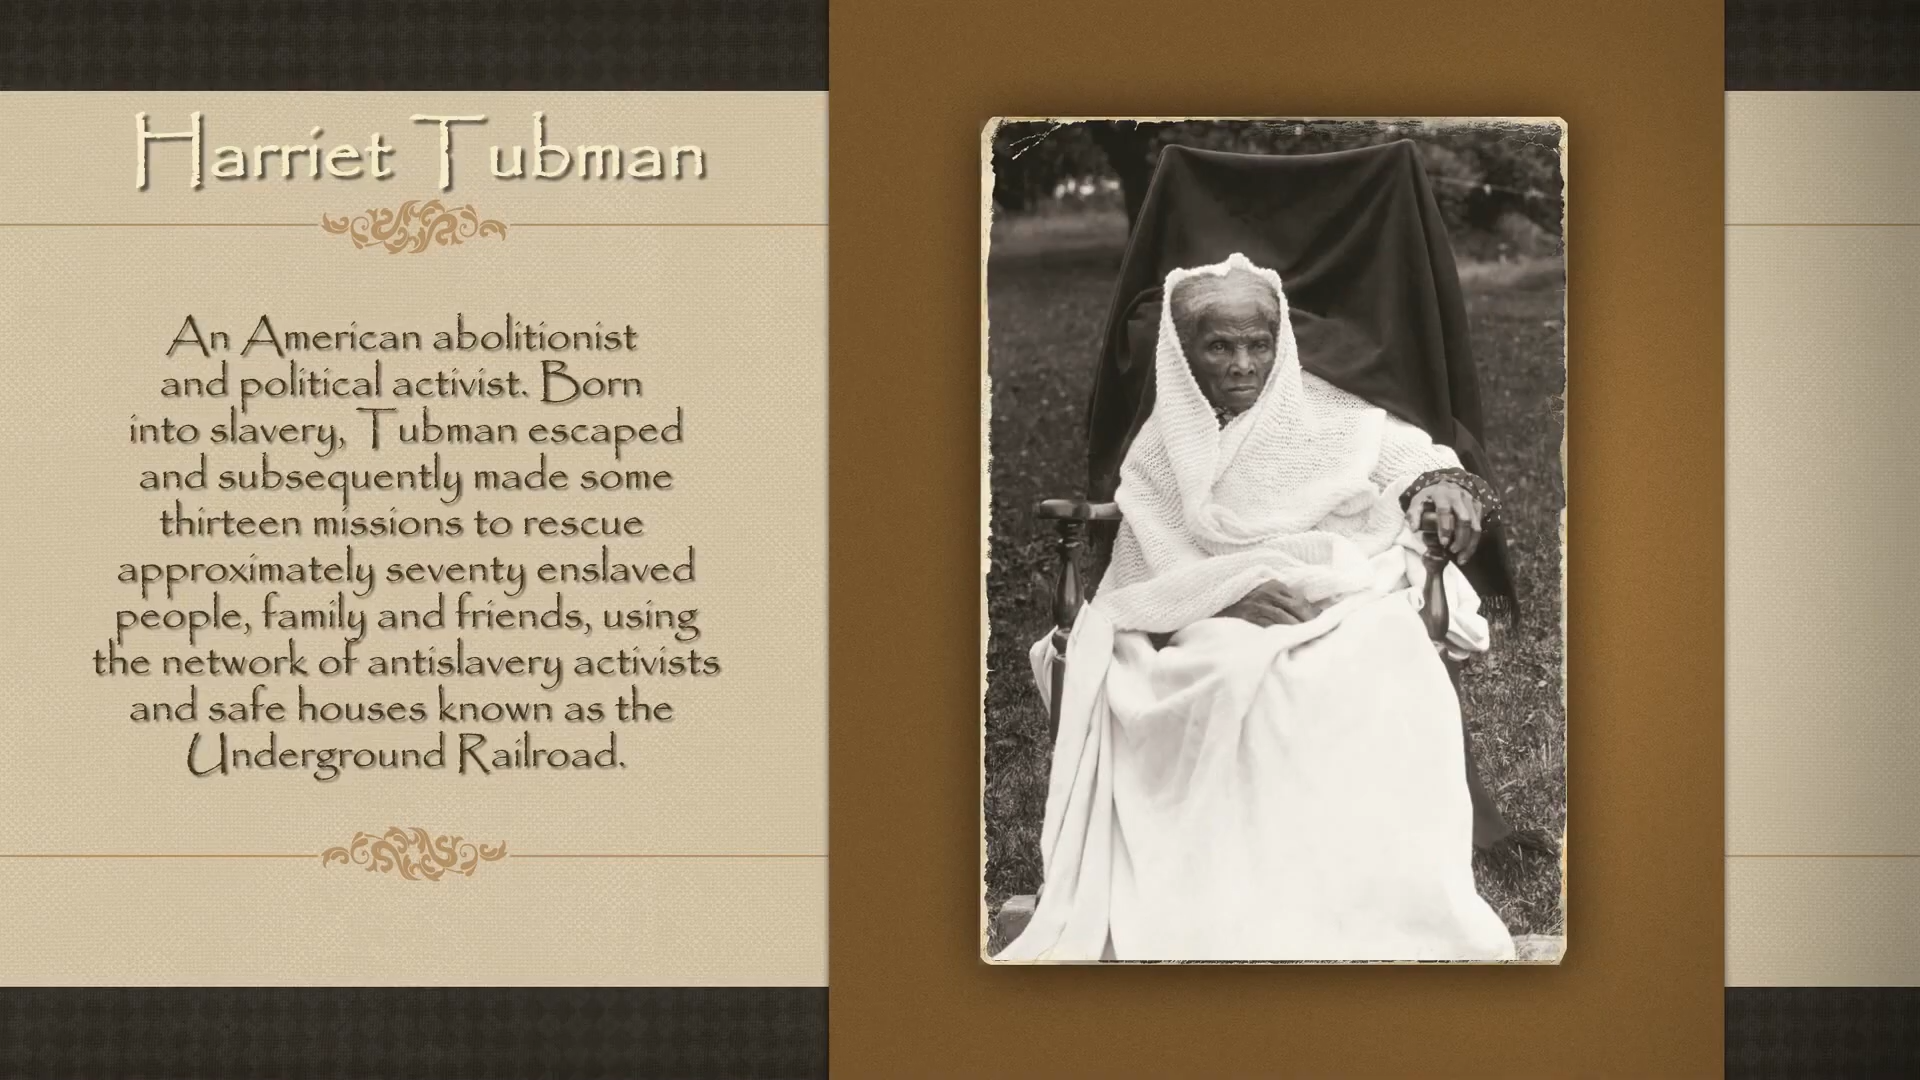 Harriet Tubman
An American abolitionist
and political activist. Born
into slavery, Tubman escaped
and subsequently made some
thirteen missions to rescue
approximately seventy enslaved
people, family and friends, using
the network of antislavery activists
and safe houses known as the
Underground Railroad.